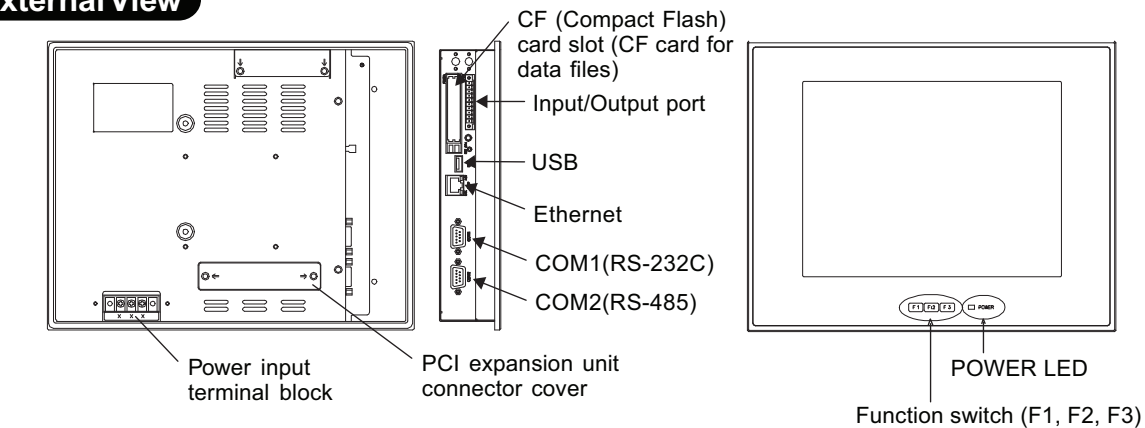 External View
CF (Compact Flash)
card slot (CF card for
data files)
Input/Output port
USB
Ethernet
COM1(RS-232C)
COM2(RS-485)
Power input
terminal block
PCI expansion unit
connector cover
F1 F2 F3
POWER
POWER LED
Function switch (F1, F2, F3)